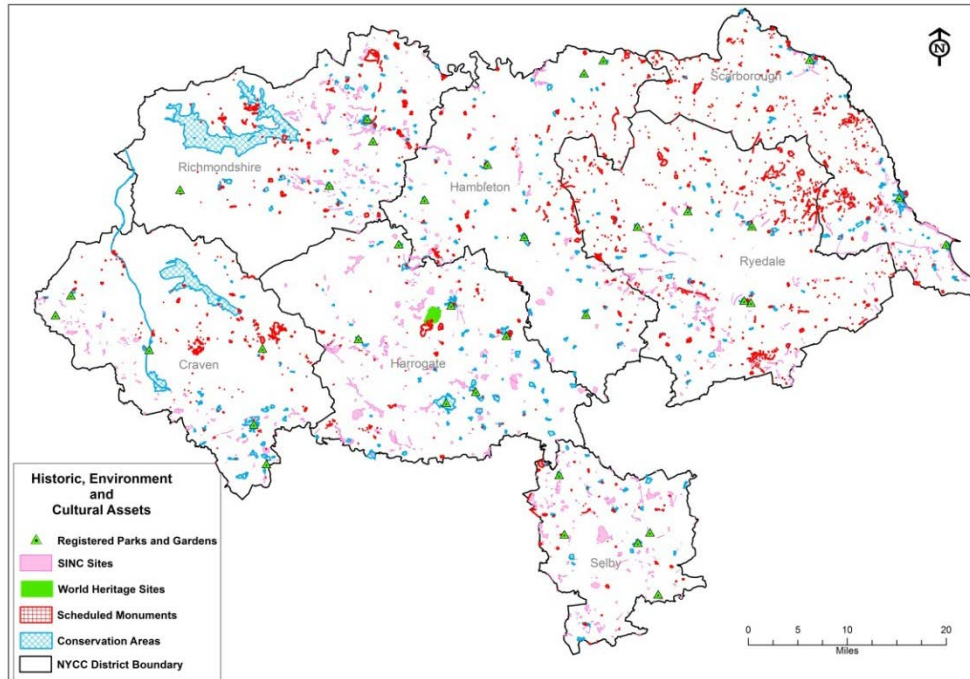 N
Scarborough
Richmondshire
Hambleton
Ryedale
Craven
Harrogate
Selby
Historic, Environment
and
Cultural Assets
Registered Parks and Gardens
SINC Sites
World Heritage Sites
Scheduled Monuments
Conservation Areas
NYCC District Boundary
0 5 10 15 20
Miles